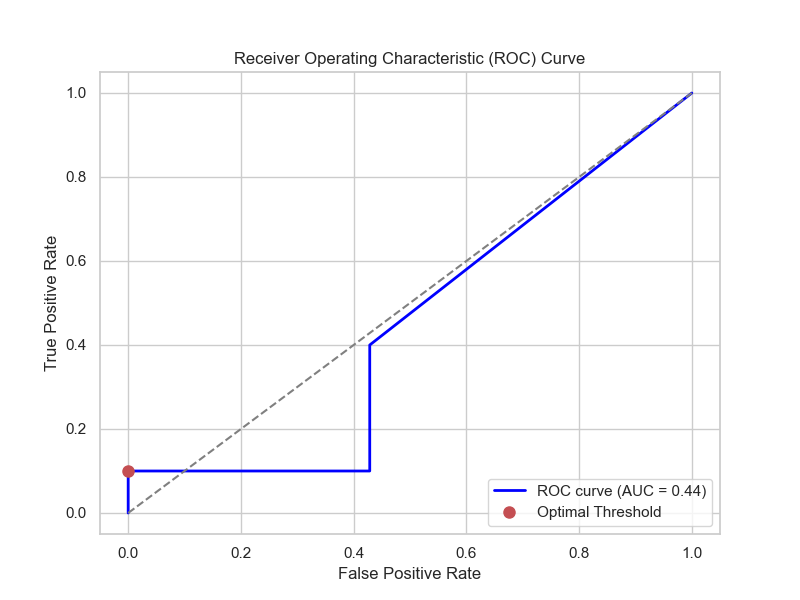 Receiver Operating Characteristic (ROC) Curve
True Positive Rate
1.0
0.8
0.6
0.4
0.2
0.0
ROC curve (AUC = 0.44)
Optimal Threshold
0.0 0.2 0.4 0.6 0.8 1.0
False Positive Rate